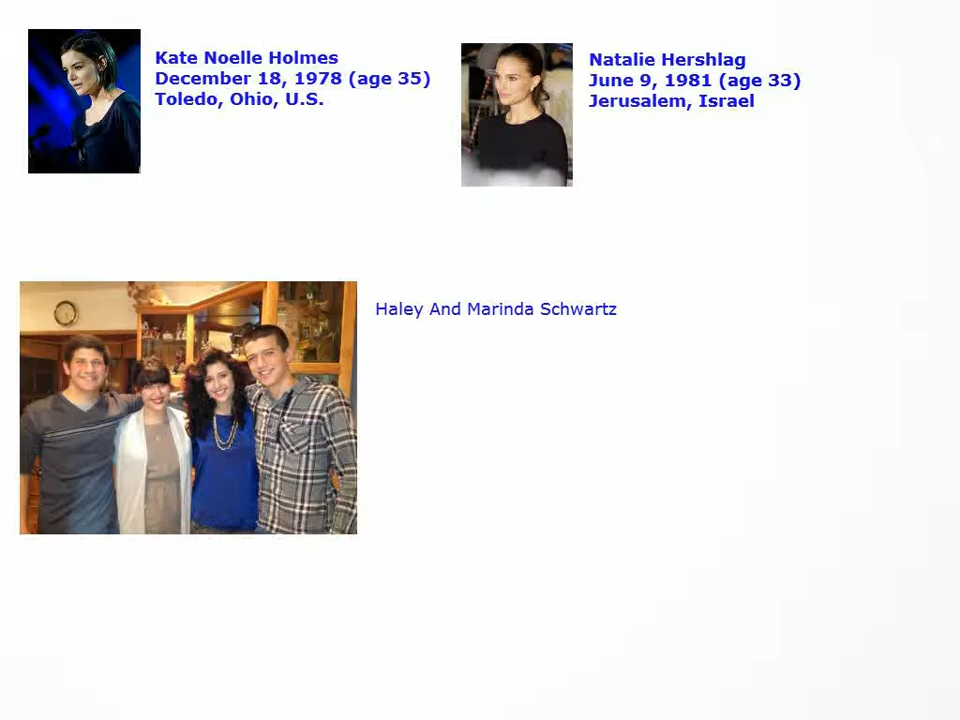 Kate Noelle Holmes
December 18, 1978 (age 35)
Toledo, Ohio, U.S.
Natalie Hershlag
June 9, 1981 (age 33)
Jerusalem, Israel
Haley And Marinda Schwartz